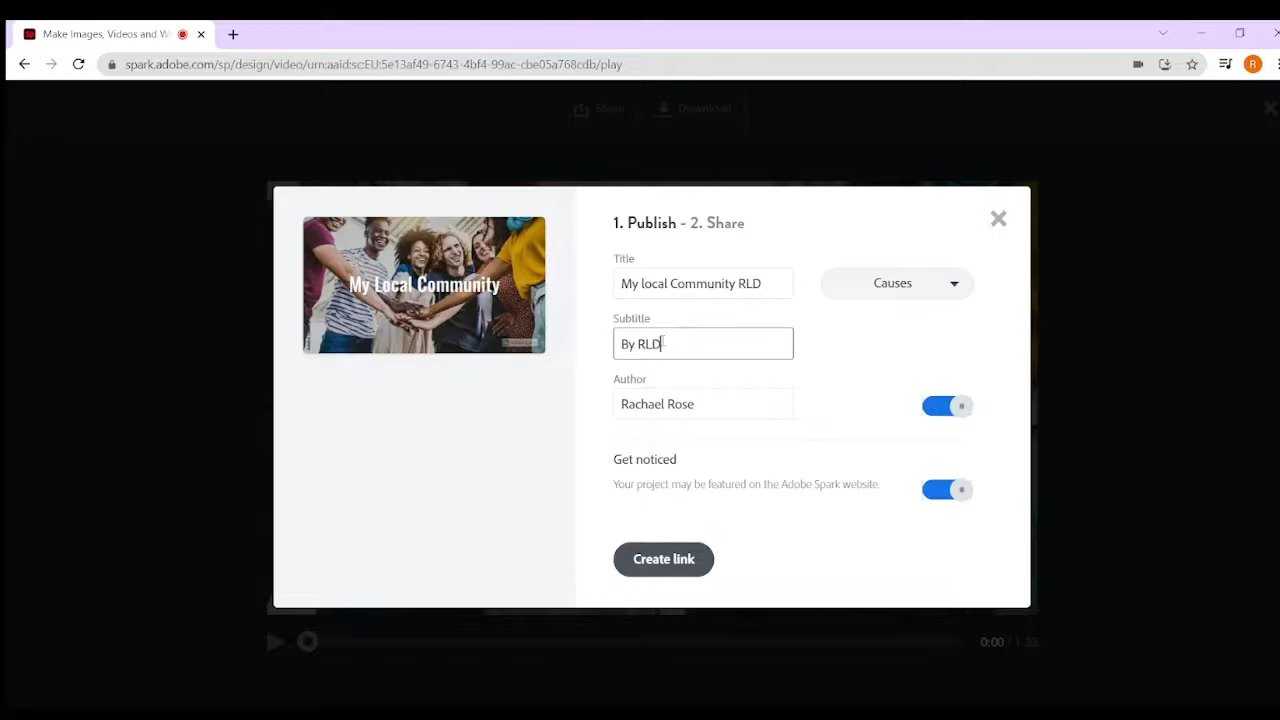 Make Images, Videos and W
spark.adobe.com/sp/design/video/urn:aaid:sc:EU:5e13af49-6743-4bf4-99ac-cbe05a768cdb/play
R
Share
Download
1. Publish - 2. Share
Title
My local Community RLD
Causes
My Local Community
Subtitle
By RLD
Author
Rachael Rose
Get noticed
Your project may be featured on the Adobe Spark website.
Create link
0:00